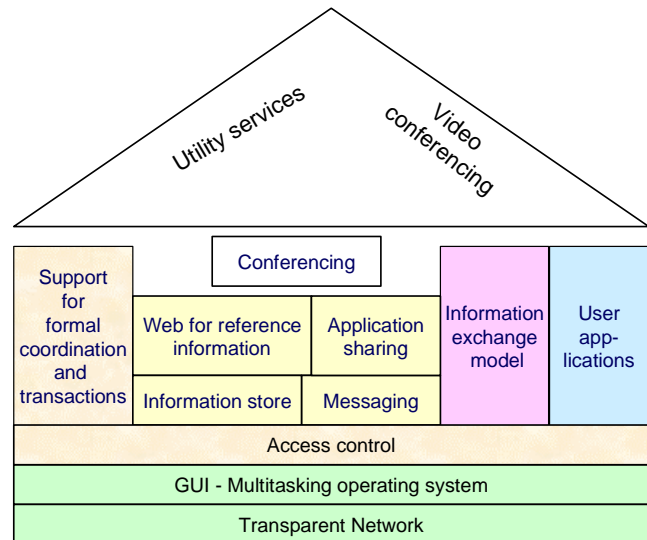 Utility services
Video
conferencing
Conferencing
Support
for
formal
coordination
and
transactions
Web for reference
information
Application
sharing
Information
exchange
model
User
app-
lications
Information store
Messaging
Access control
GUI - Multitasking operating system
Transparent Network